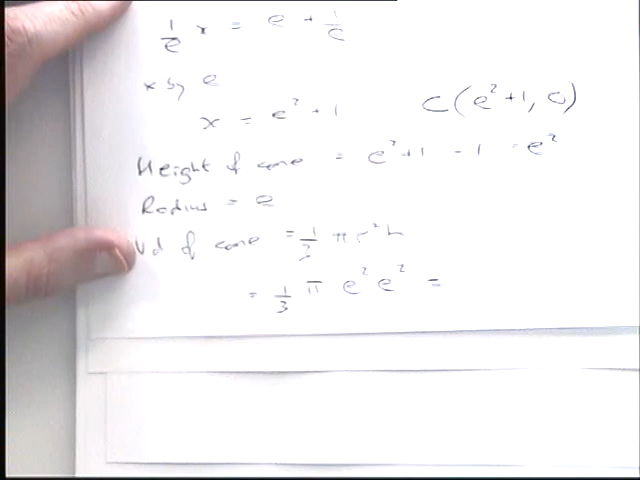 1/e x = e + 1/e
x by e
x = e² + 1 C(e²+1, 0)
Height of cone = e²+1 - 1 = e²
Radius = e
Vol of cone = 1/3 π r² h
= 1/3 π e² e² =